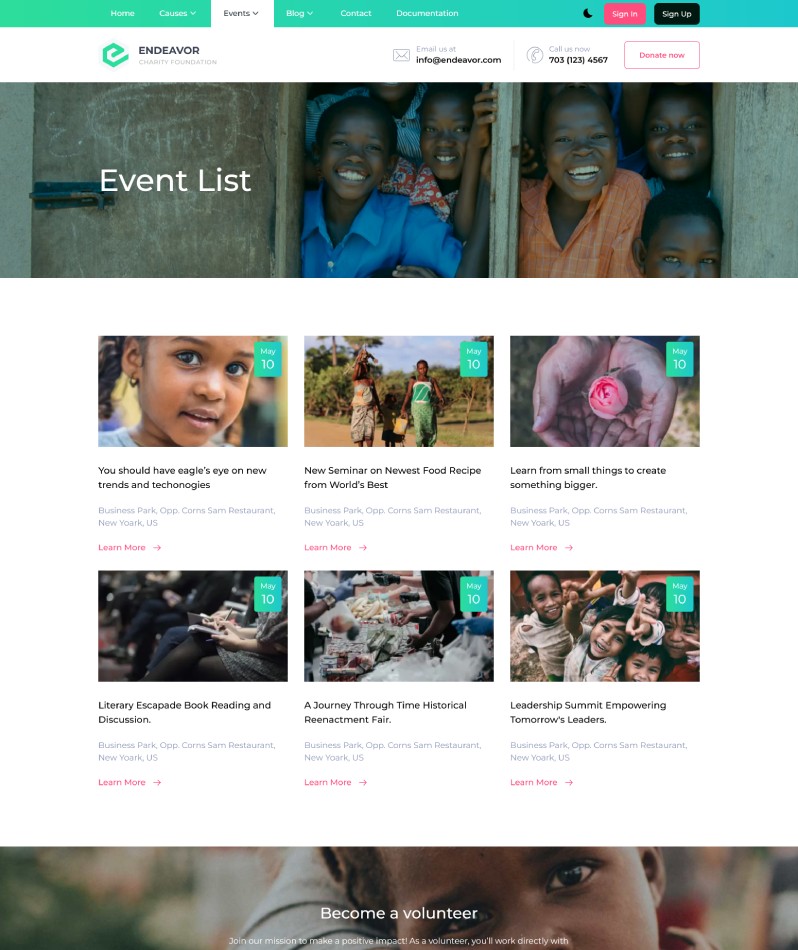 Home Causes Events Blog Contact Documentation Sign In Sign Up
ENDEAVOR
CHARITY FOUNDATION
Email us at
info@endeavor.com
Call us now
703 (123) 4567
Donate now
Event List
May
10
May
10
May
10
You should have eagle's eye on new
trends and techonogies
Business Park, Opp. Corns Sam Restaurant,
New Yoark, US
Learn More
New Seminar on Newest Food Recipe
from World's Best
Business Park, Opp. Corns Sam Restaurant,
New Yoark, US
Learn More
Learn from small things to create
something bigger.
Business Park, Opp. Corns Sam Restaurant,
New Yoark, US
Learn More
May
10
May
10
May
10
Literary Escapade Book Reading and
Discussion.
Business Park, Opp. Corns Sam Restaurant,
New Yoark, US
Learn More
A Journey Through Time Historical
Reenactment Fair.
Business Park, Opp. Corns Sam Restaurant,
New Yoark, US
Learn More
Leadership Summit Empowering
Tomorrow's Leaders.
Business Park, Opp. Corns Sam Restaurant,
New Yoark, US
Learn More
Become a volunteer
Join our mission to make a positive impact! As a volunteer, you'll work directly with